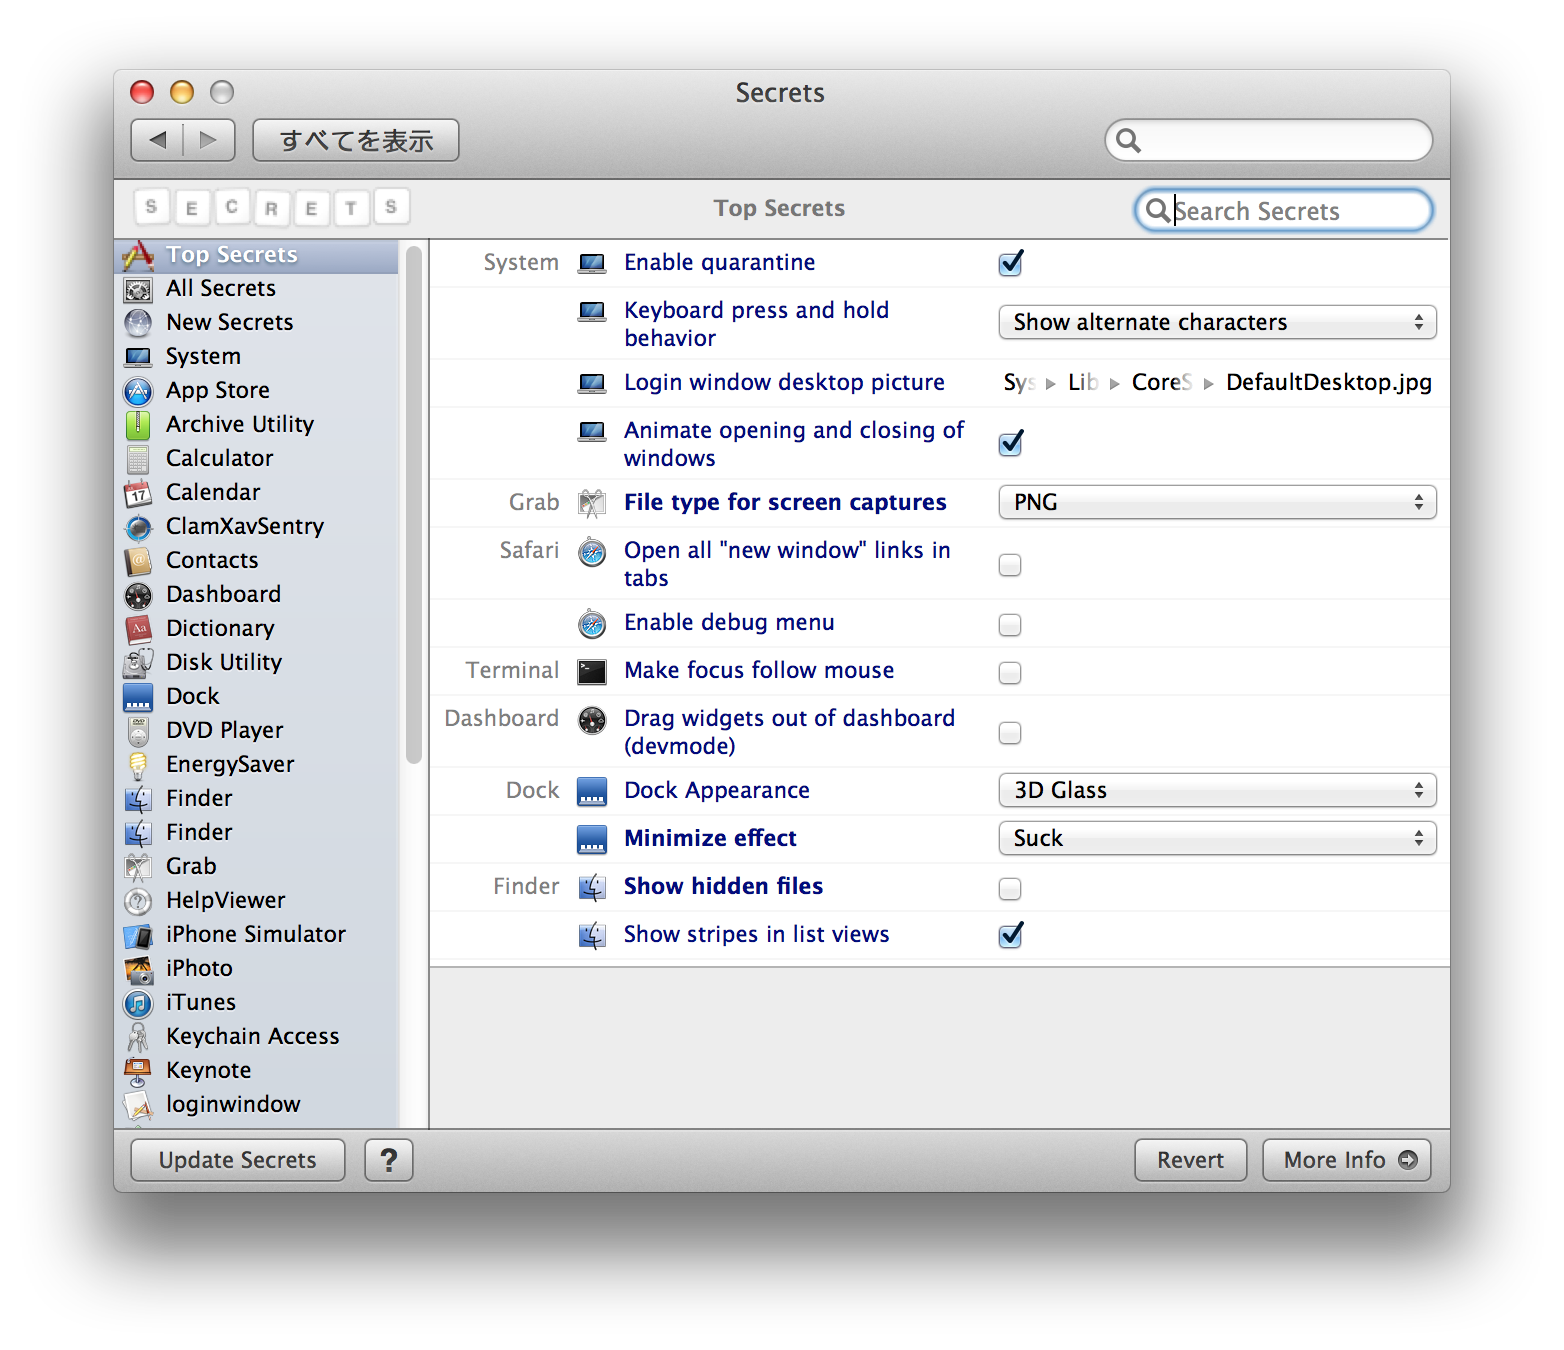 Secrets
すべてを表示
S E C R E T S
Top Secrets
Search Secrets
Top Secrets
All Secrets
New Secrets
System
App Store
Archive Utility
Calculator
Calendar
ClamXavSentry
Contacts
Dashboard
Dictionary
Disk Utility
Dock
DVD Player
EnergySaver
Finder
Finder
Grab
HelpViewer
iPhone Simulator
iPhoto
iTunes
Keychain Access
Keynote
loginwindow
System
Enable quarantine
Keyboard press and hold
behavior
Show alternate characters
Login window desktop picture
Sys Lib CoreS DefaultDesktop.jpg
Animate opening and closing of
windows
Grab
File type for screen captures
PNG
Safari
Open all "new window" links in
tabs
Enable debug menu
Terminal
Make focus follow mouse
Dashboard
Drag widgets out of dashboard
(devmode)
Dock
Dock Appearance
3D Glass
Minimize effect
Suck
Finder
Show hidden files
Show stripes in list views
Update Secrets
?
Revert
More Info